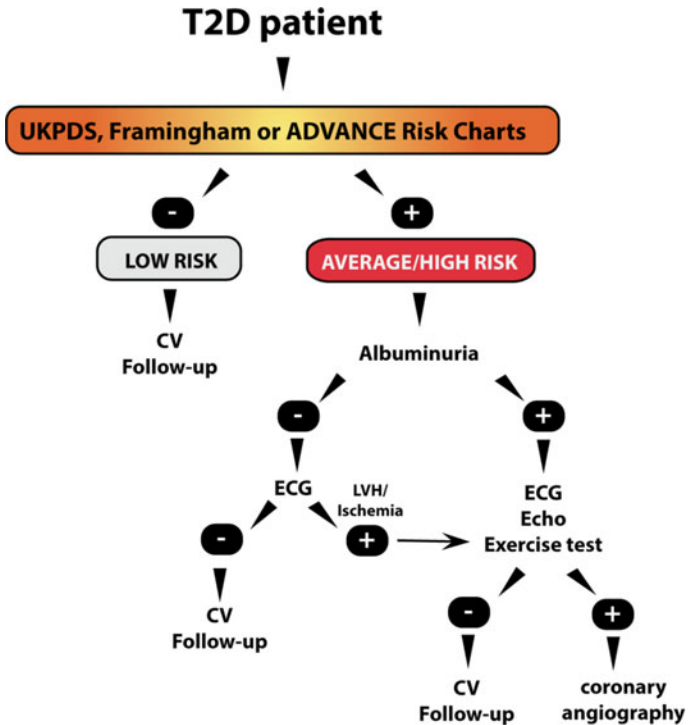 T2D patient
UKPDS, Framingham or ADVANCE Risk Charts
-
+
LOW RISK
AVERAGE/HIGH RISK
CV
Follow-up
Albuminuria
-
+
ECG
LVH/
Ischemia
ECG
Echo
Exercise test
-
+
CV
Follow-up
-
+
CV
Follow-up
coronary
angiography